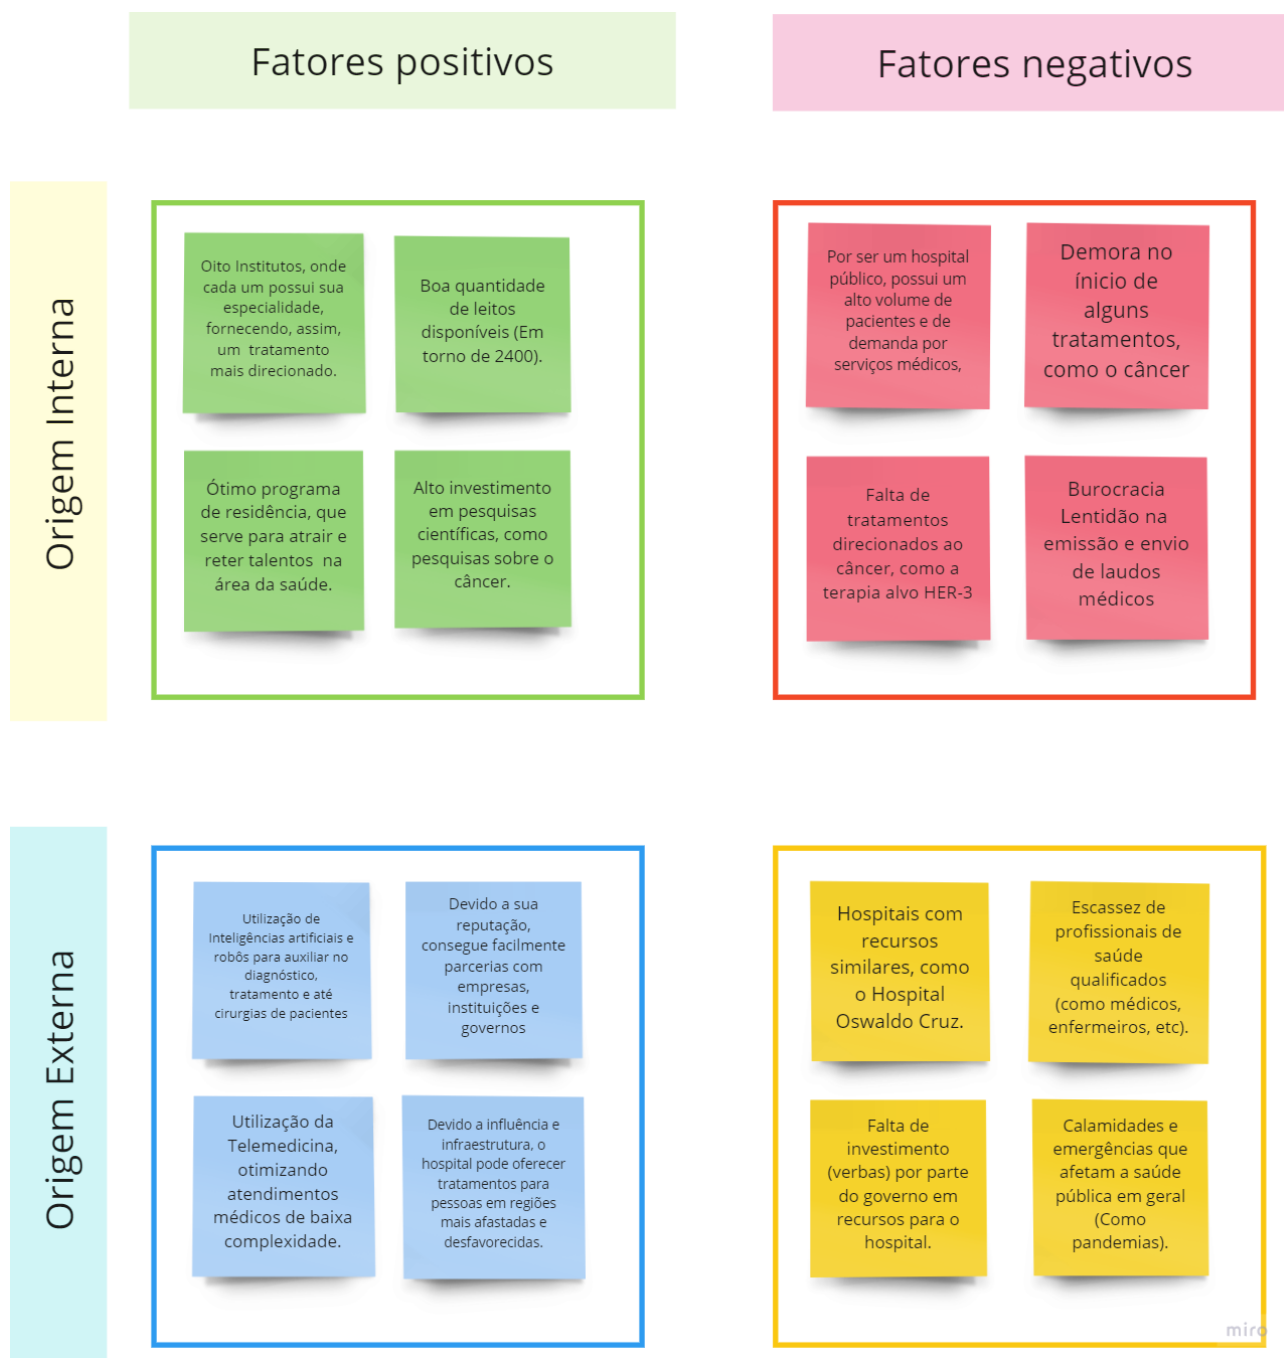 Fatores positivos
Fatores negativos
Origem Interna
Oito Institutos, onde
cada um possui sua
especialidade,
fornecendo, assim,
um tratamento
mais direcionado.
Boa quantidade
de leitos
disponíveis (Em
torno de 2400).
Ótimo programa
de residência, que
serve para atrair e
reter talentos na
área da saúde.
Alto investimento
em pesquisas
científicas, como
pesquisas sobre o
câncer.
Por ser um hospital
público, possui um
alto volume de
pacientes e de
demanda por
serviços médicos,
Demora no
ínicio de
alguns
tratamentos,
como o câncer
Falta de
tratamentos
direcionados ao
câncer, como a
terapia alvo HER-3
Burocracia
Lentidão na
emissão e envio
de laudos
médicos
Origem Externa
Utilização de
Inteligências artificiais e
robôs para auxiliar no
diagnóstico,
tratamento e até
cirurgias de pacientes
Devido a sua
reputação,
consegue facilmente
parcerias com
empresas,
instituições e
governos
Utilização da
Telemedicina,
otimizando
atendimentos
médicos de baixa
complexidade.
Devido a influência e
infraestrutura, o
hospital pode oferecer
tratamentos para
pessoas em regiões
mais afastadas e
desfavorecidas.
Hospitais com
recursos
similares, como
o Hospital
Oswaldo Cruz.
Escassez de
profissionais de
saúde
qualificados
(como médicos,
enfermeiros, etc).
Falta de
investimento
(verbas) por parte
do governo em
recursos para o
hospital.
Calamidades e
emergências que
afetam a saúde
pública em geral
(Como
pandemias).
miro